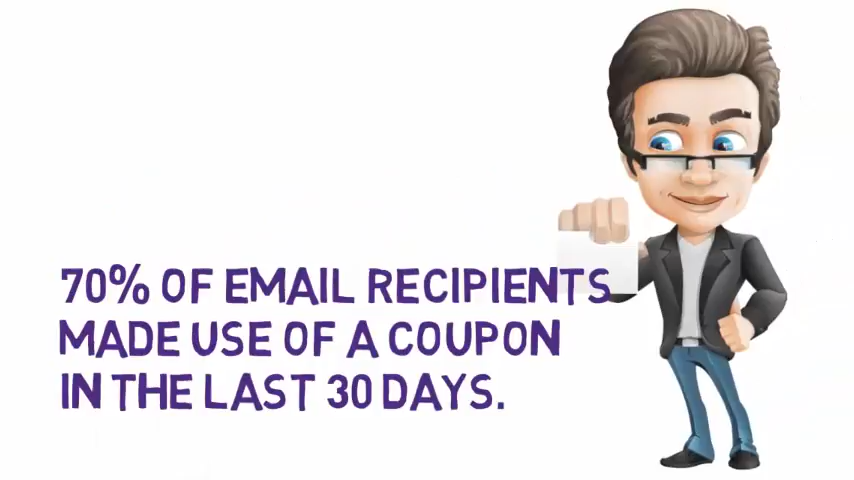 70% OF EMAIL RECIPIENTS
MADE USE OF A COUPON
IN THE LAST 30 DAYS.